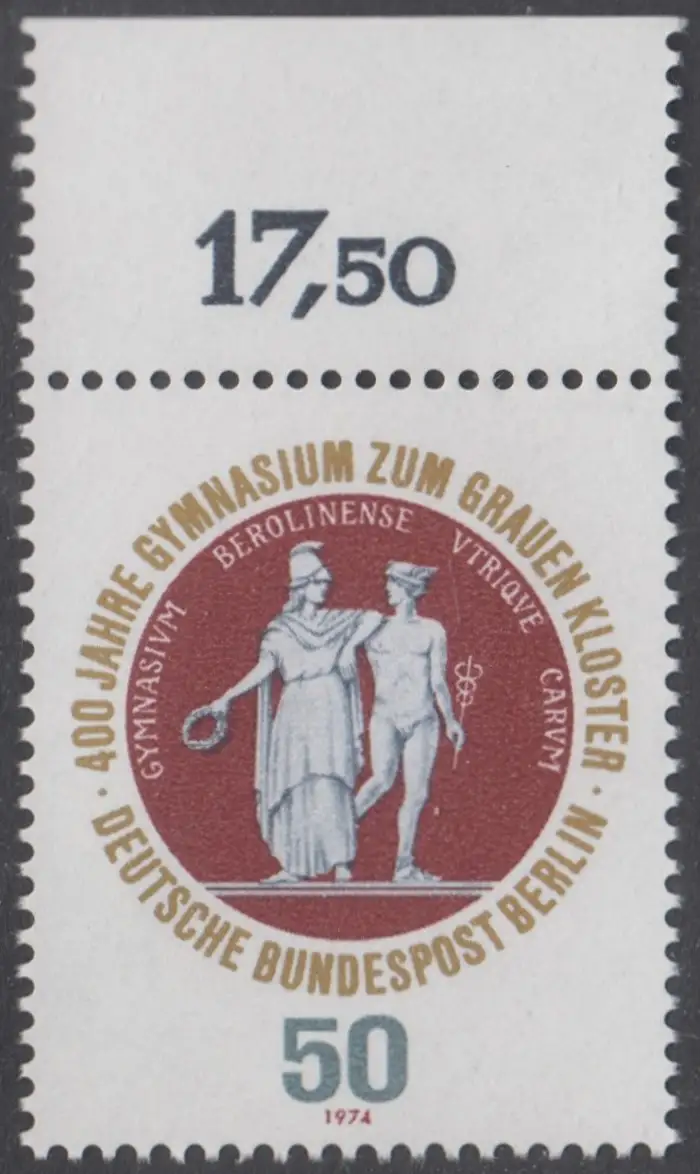 17,50
400 JAHRE GYMNASIUM ZUM GRAUEN KLOSTER
GYMNASIVM BEROLINENSE VTRIQVE CARVM
· DEUTSCHE BUNDESPOST BERLIN ·
50
1974